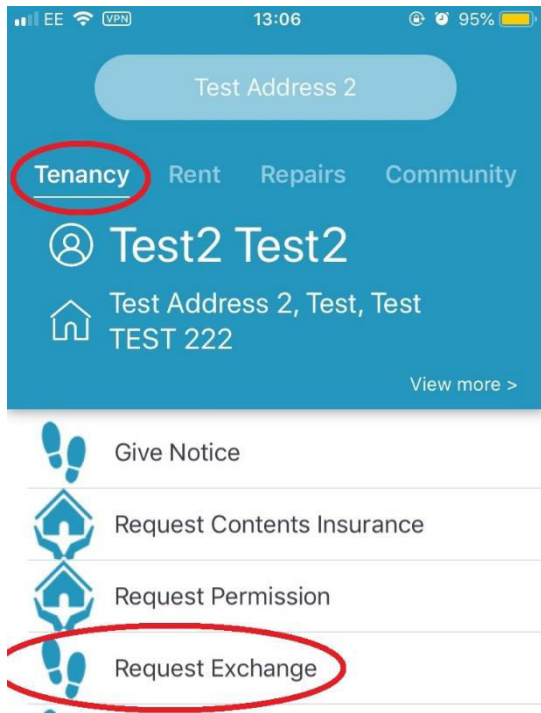 EE VPN 13:06 95%
Test Address 2
Tenancy Rent Repairs Community
Test2 Test2
Test Address 2, Test, Test
TEST 222
View more >
Give Notice
Request Contents Insurance
Request Permission
Request Exchange